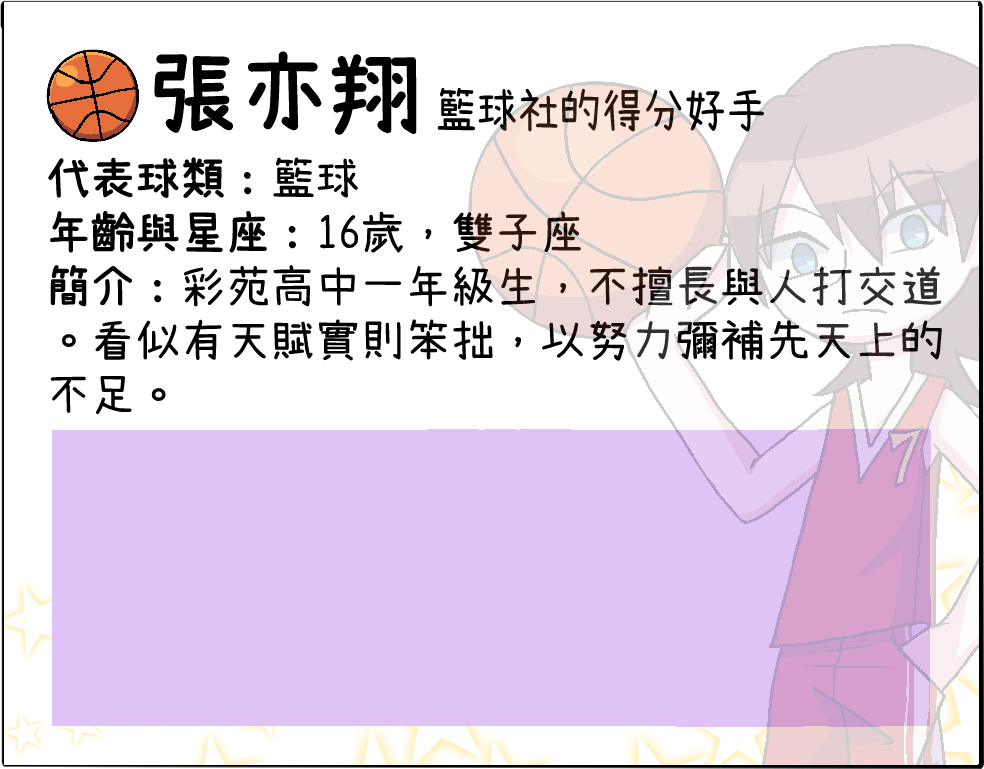 張亦翔 籃球社的得分好手
代表球類：籃球
年齡與星座：16歲，雙子座
簡介：彩苑高中一年級生，不擅長與人打交道
。看似有天賦實則笨拙，以努力彌補先天上的
不足。
7